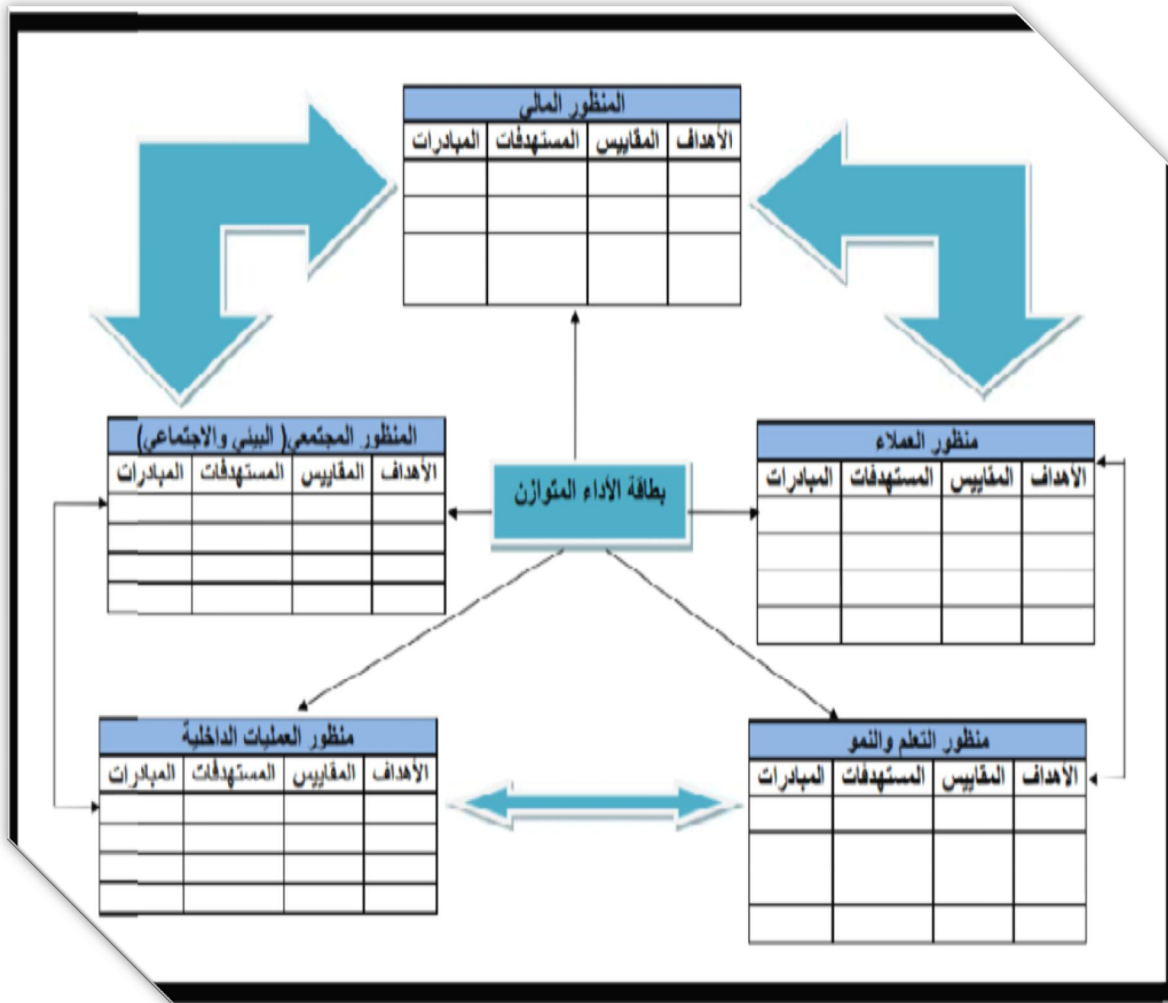 المنظور المالي
الأهداف المقاييس المستهدفات المبادرات
منظور العملاء
الأهداف المقاييس المستهدفات المبادرات
بطاقة الأداء المتوازن
المنظور المجتمعي( البيئي والاجتماعي)
الأهداف المقاييس المستهدفات المبادرات
منظور التعلم والنمو
الأهداف المقاييس المستهدفات المبادرات
منظور العمليات الداخلية
الأهداف المقاييس المستهدفات المبادرات